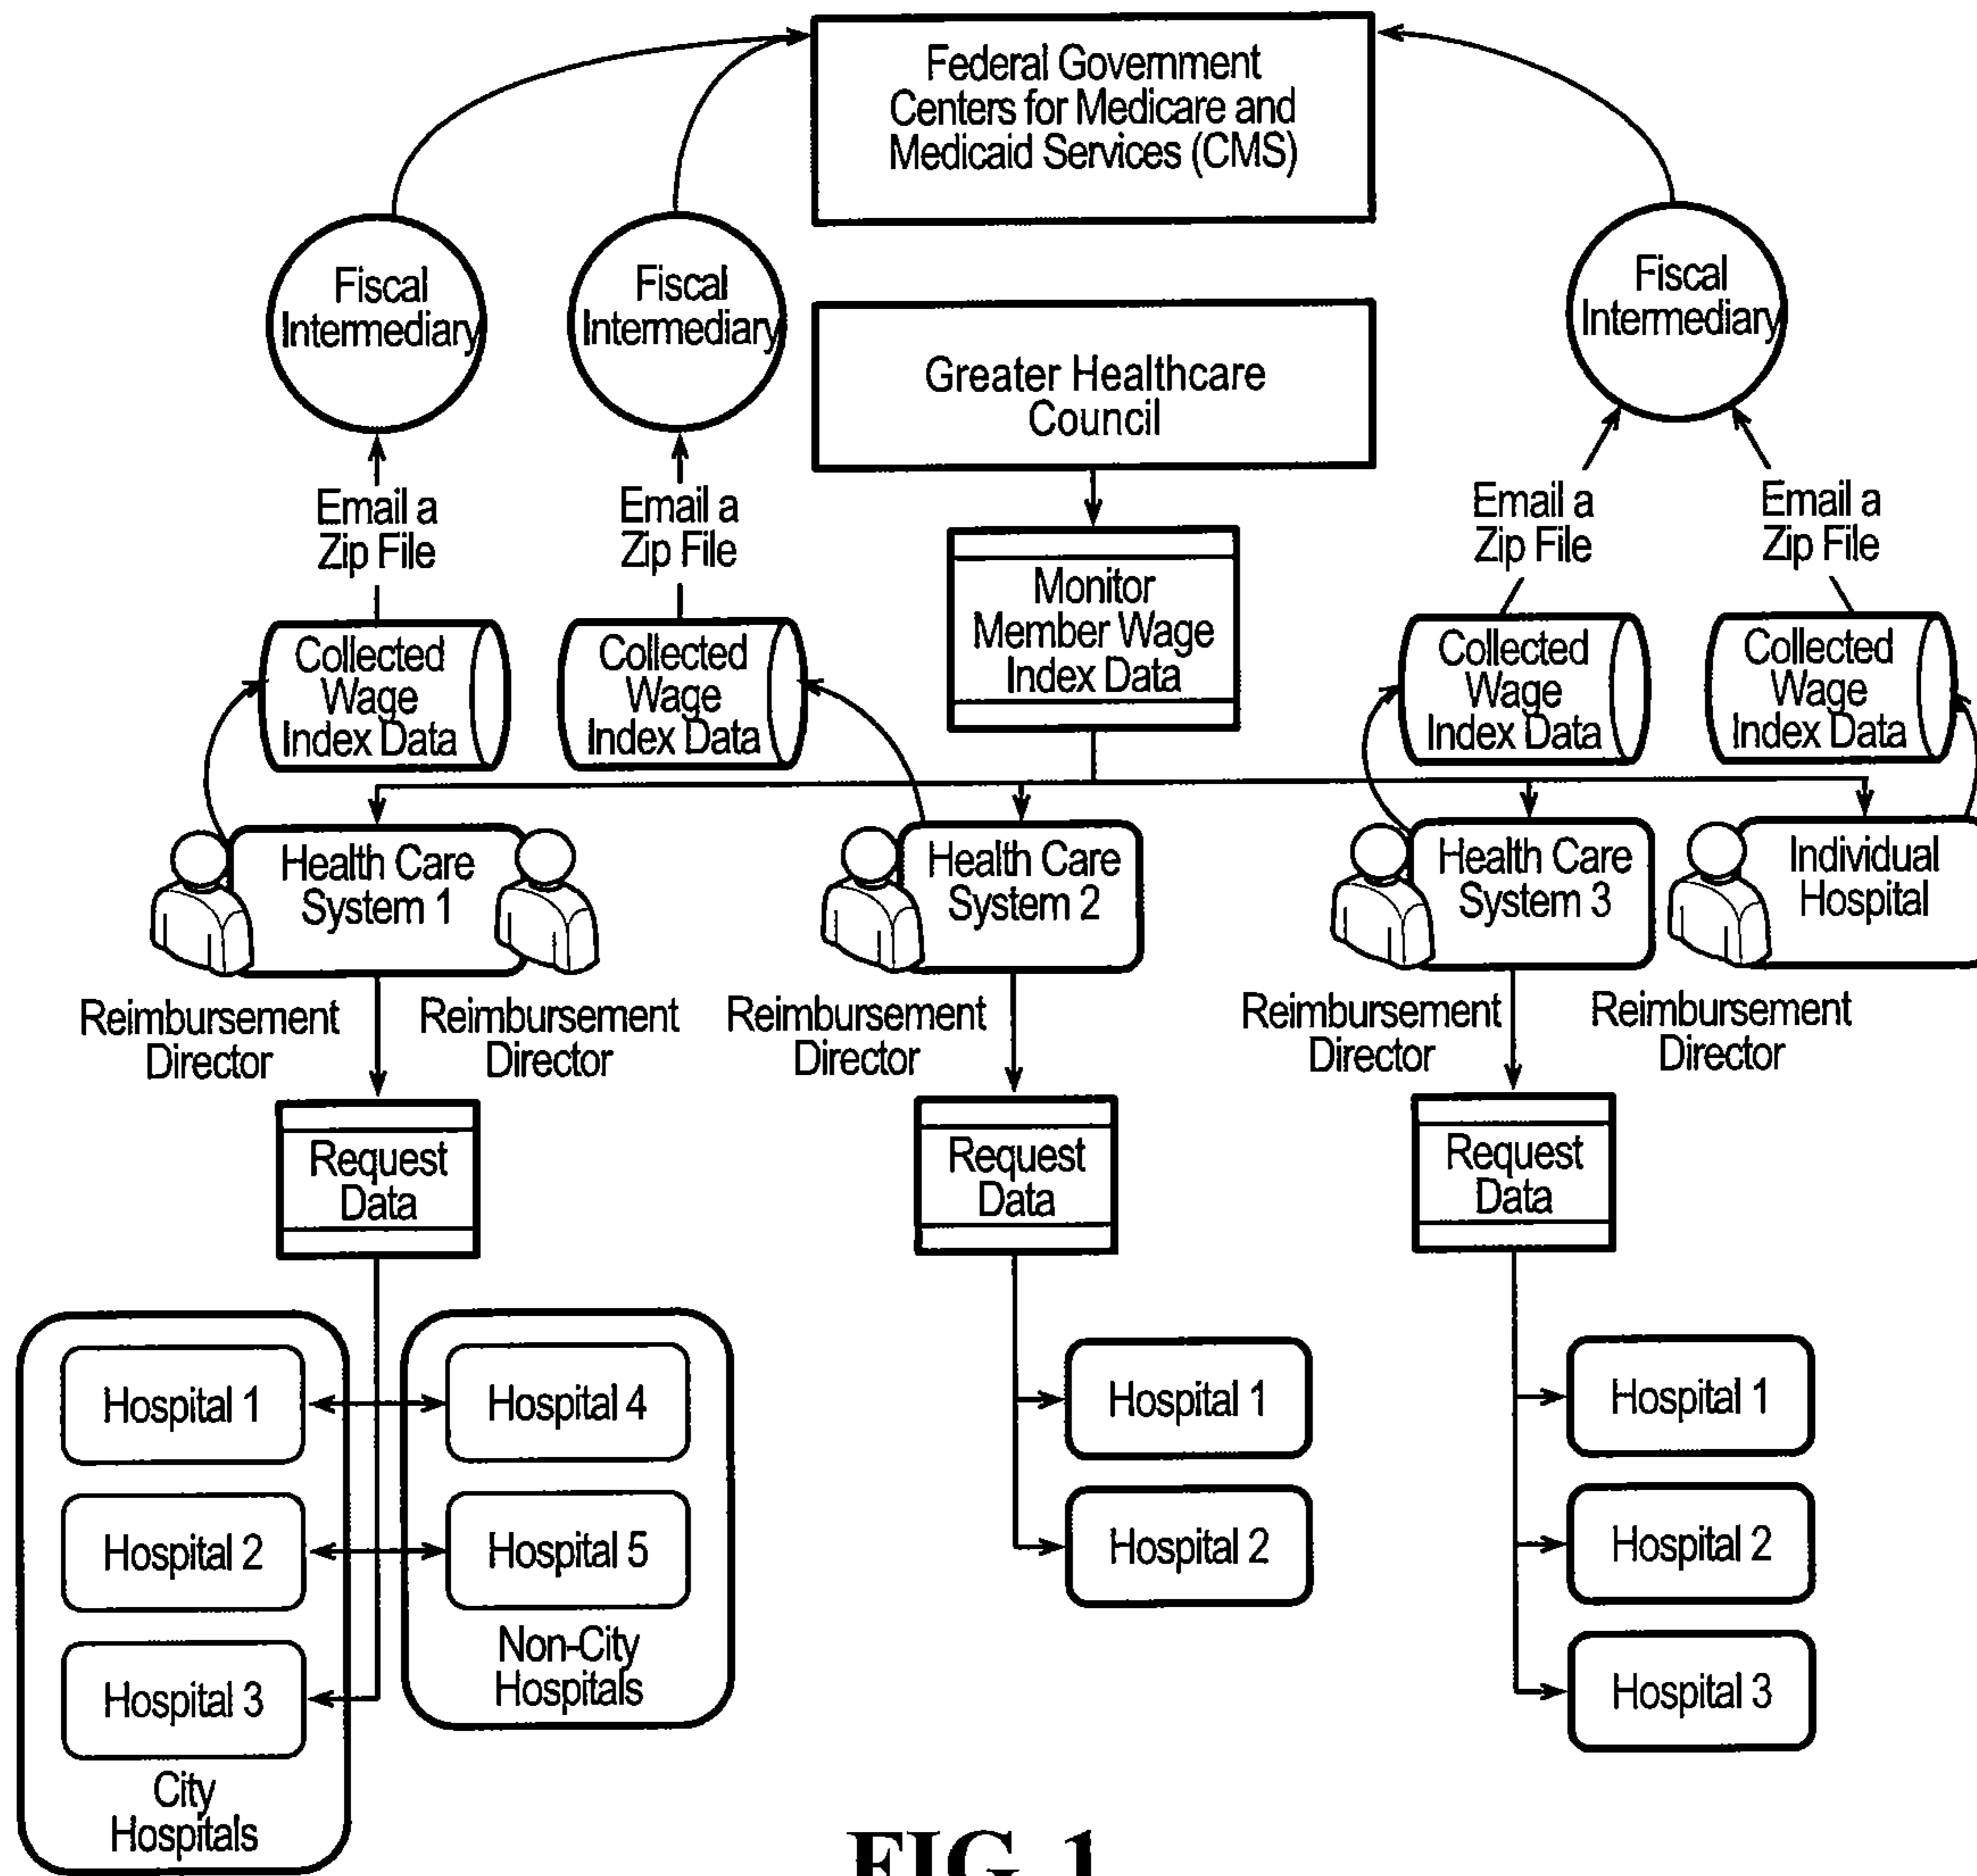 Federal Government
Centers for Medicare and
Medicaid Services (CMS)
Fiscal
Intermediary
Fiscal
Intermediary
Fiscal
Intermediary
Greater Healthcare
Council
Email a
Zip File
Email a
Zip File
Email a
Zip File
Email a
Zip File
Monitor
Member Wage
Index Data
Collected
Wage
Index Data
Collected
Wage
Index Data
Collected
Wage
Index Data
Collected
Wage
Index Data
Health Care
System 1
Health Care
System 2
Health Care
System 3
Individual
Hospital
Reimbursement
Director
Reimbursement
Director
Reimbursement
Director
Reimbursement
Director
Reimbursement
Director
Request
Data
Request
Data
Request
Data
Hospital 1
Hospital 2
Hospital 3
City
Hospitals
Hospital 4
Hospital 5
Non-City
Hospitals
Hospital 1
Hospital 2
Hospital 1
Hospital 2
Hospital 3
FIG. 1